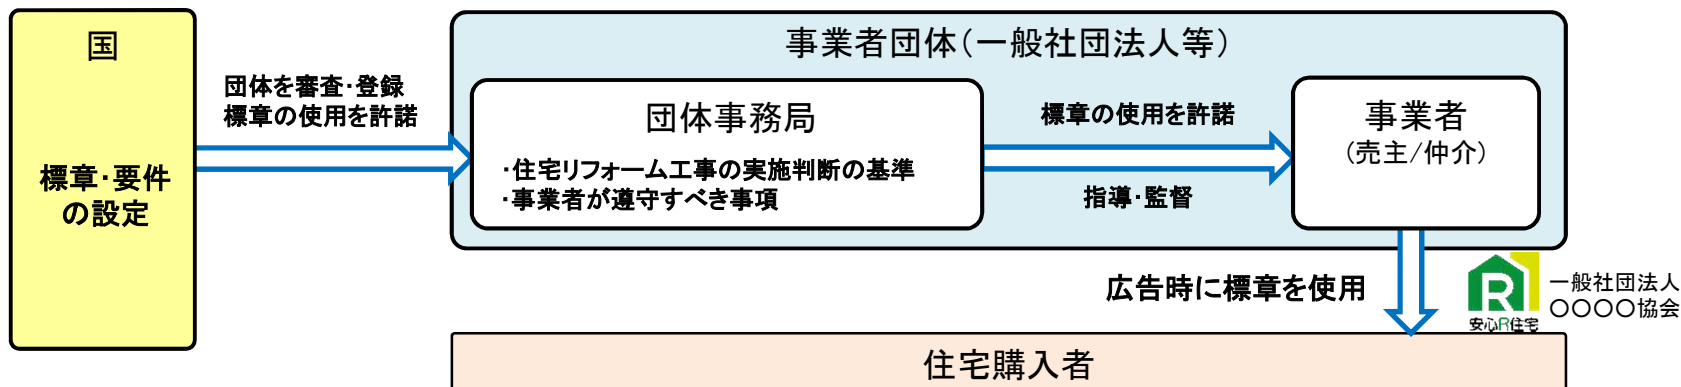 国
標章・要件
の設定
団体を審査・登録
標章の使用を許諾
事業者団体(一般社団法人等)
団体事務局
・住宅リフォーム工事の実施判断の基準
・事業者が遵守すべき事項
標章の使用を許諾
指導・監督
事業者
(売主/仲介)
広告時に標章を使用
R
安心R住宅
一般社団法人
〇〇〇〇協会
住宅購入者